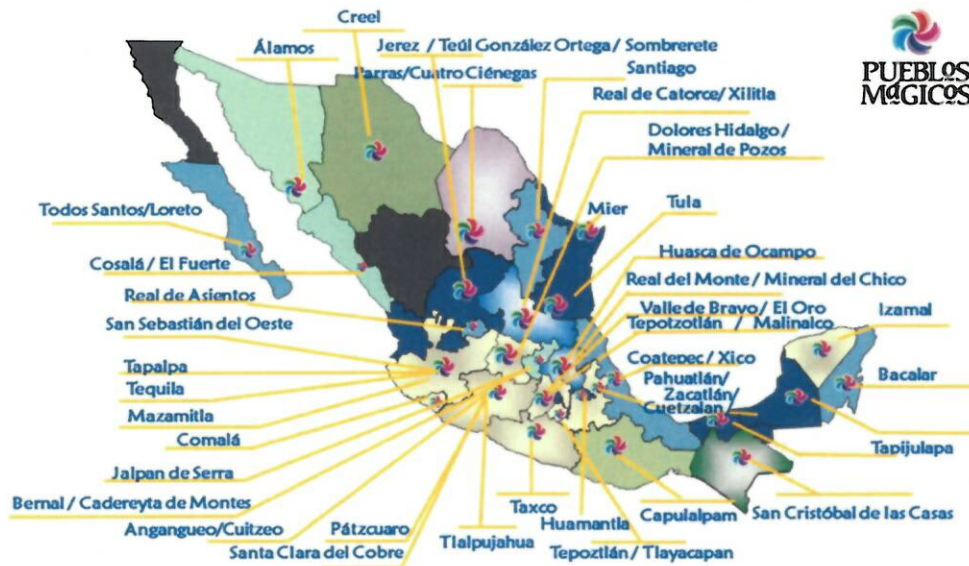 Creel
Álamos
Jerez / Teúl González Ortega / Sombrerete
Parras/Cuatro Ciénegas
Santiago
PUEBLOS
MáGICOS
Real de Catorce/ Xilitla
Dolores Hidalgo /
Mineral de Pozos
Todos Santos/Loreto
Mier
Tula
Cosalá / El Fuerte
Huasca de Ocampo
Real de Asientos
Real del Monte / Mineral del Chico
San Sebastián del Oeste
Valle de Bravo/ El Oro
Izamal
Tepotzotlán / Malinalco
Tapalpa
Coatepec/ Xico
Tequila
Pahuatlán/
Zacatlán/
Cuetzalan/
Bacalar
Mazamitla
Comalá
Tapijulapa
Jalpan de Serra
Bernal / Cadereyta de Montes
Taxco
Capulalpam
San Cristóbal de las Casas
Angangueo/Cuitzeo
Pátzcuaro
Huamantla
Santa Clara del Cobre
Tlalpujahua
Tepoztlán / Tlayacapan